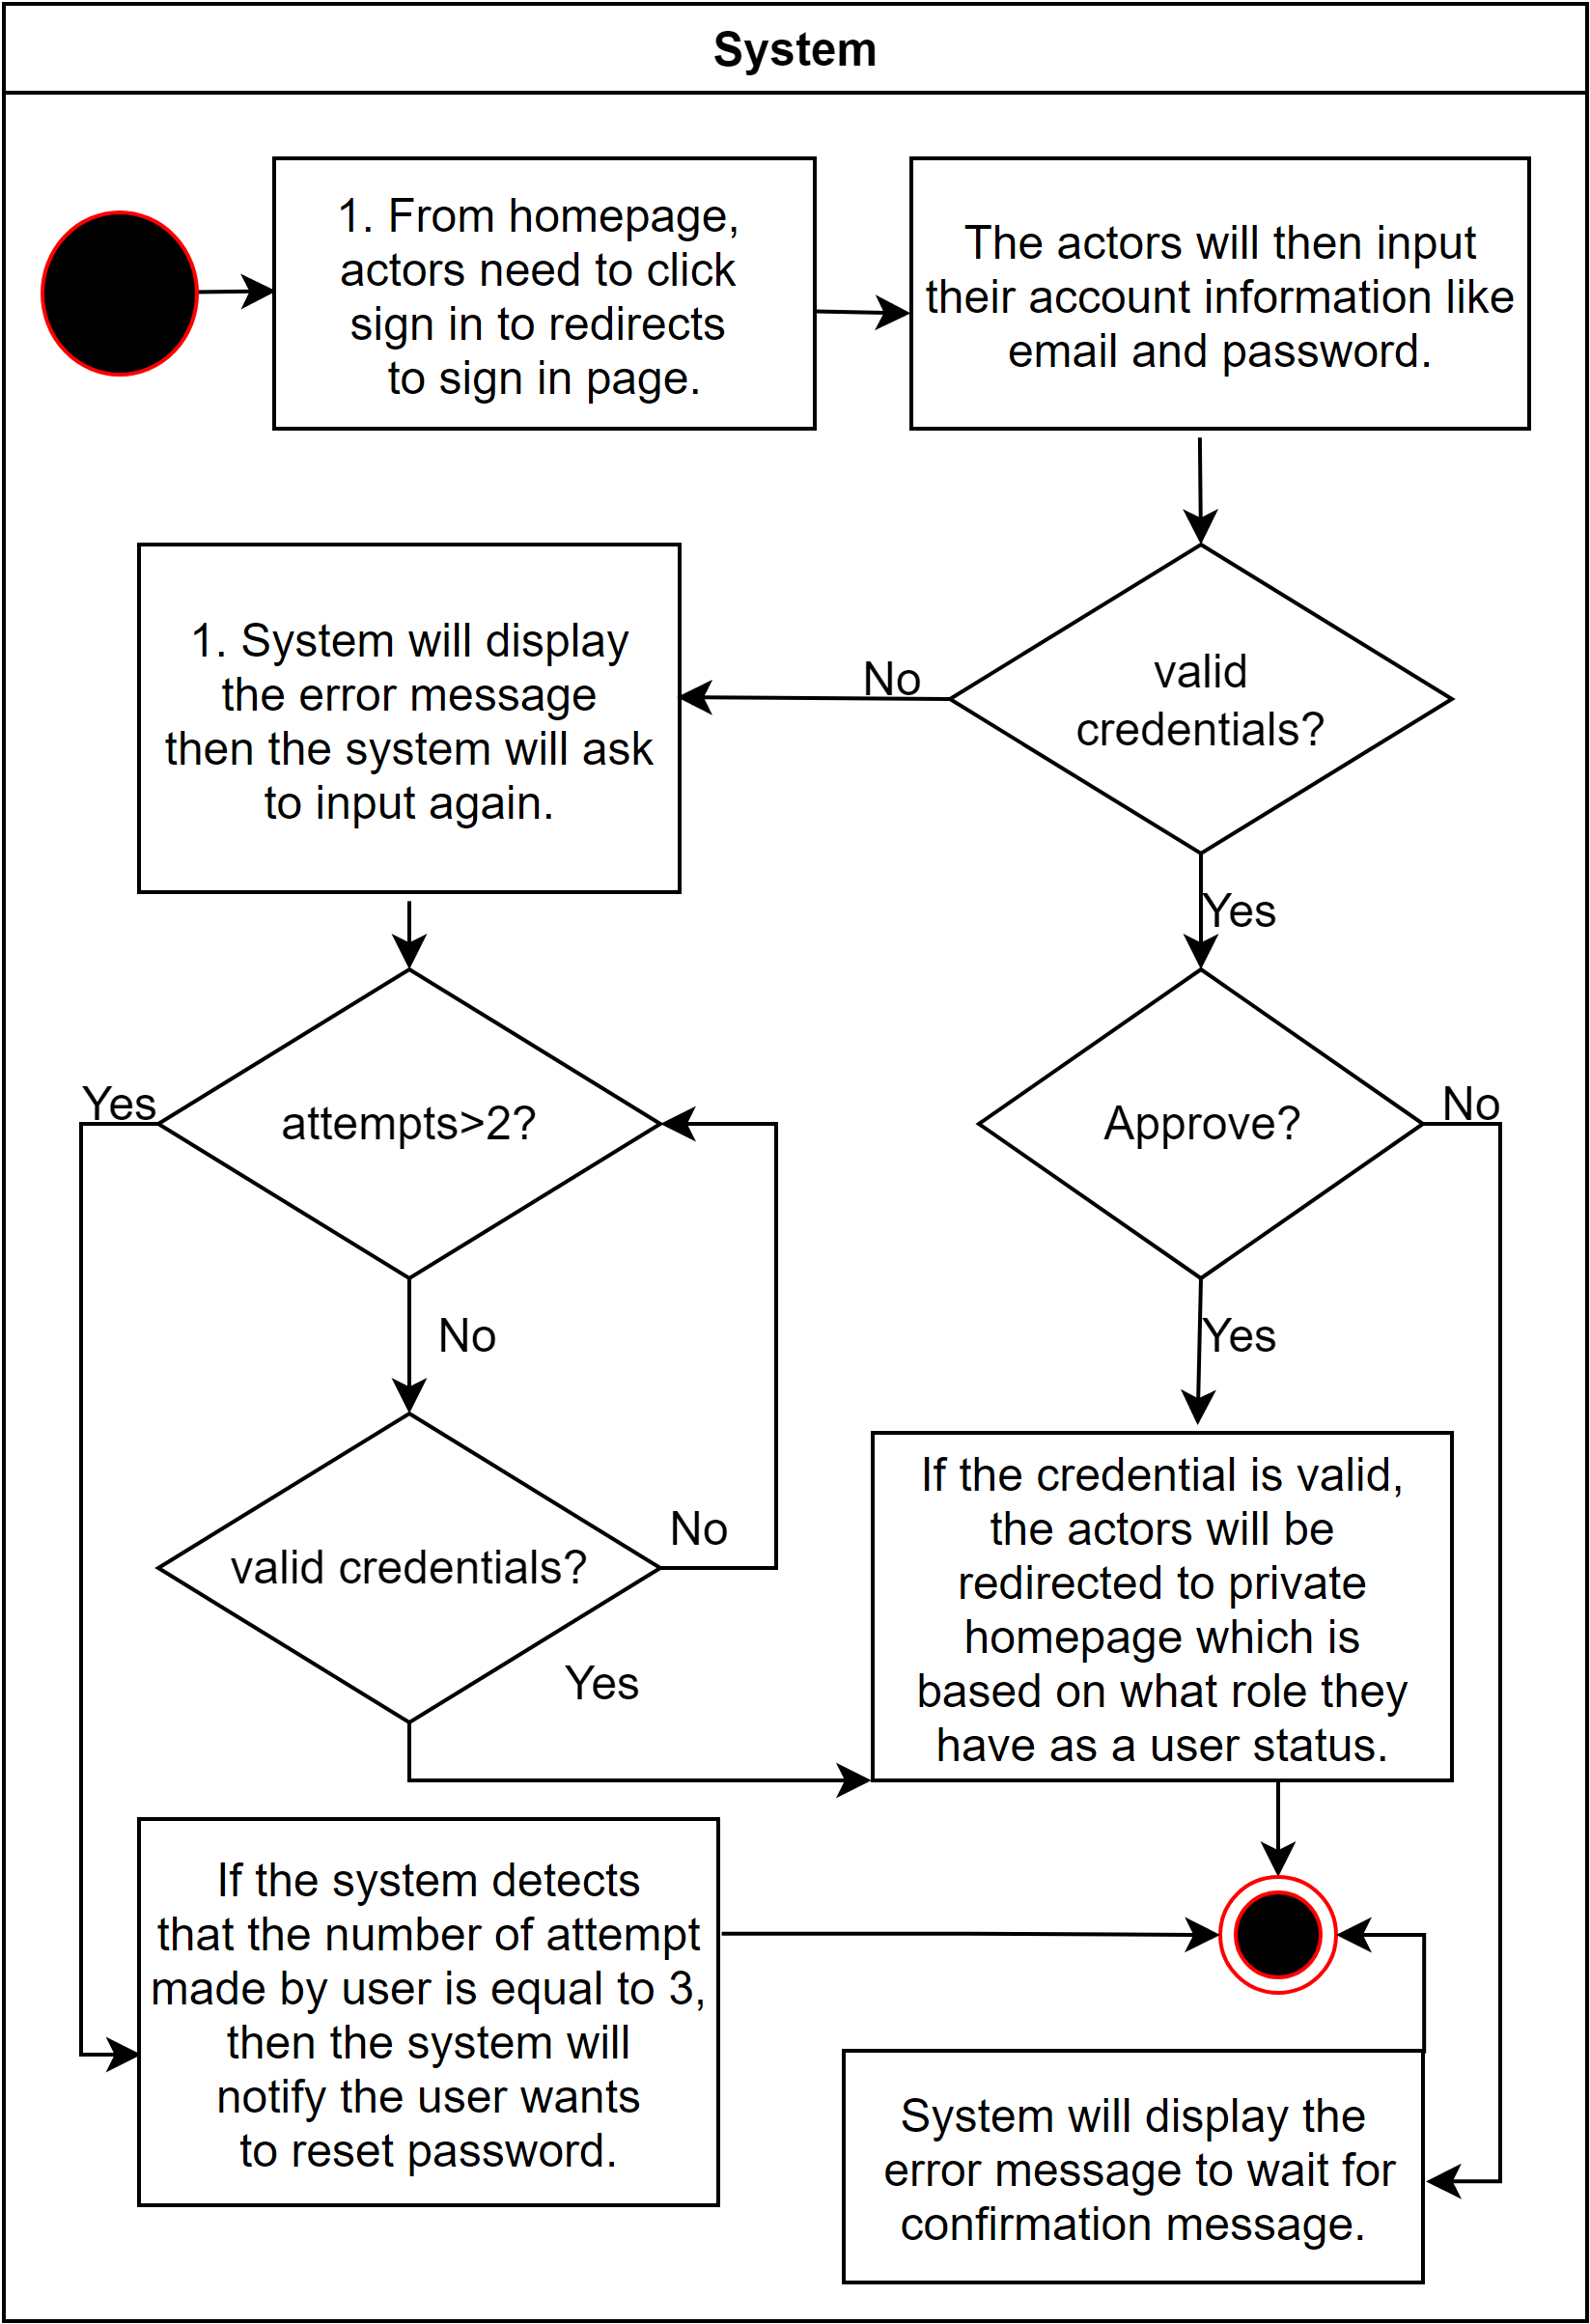 System
1. From homepage,
actors need to click
sign in to redirects
to sign in page.
The actors will then input
their account information like
email and password.
1. System will display
the error message
then the system will ask
to input again.
No
valid
credentials?
Yes
Yes
attempts>2?
Approve?
No
No
Yes
valid credentials?
No
Yes
If the credential is valid,
the actors will be
redirected to private
homepage which is
based on what role they
have as a user status.
If the system detects
that the number of attempt
made by user is equal to 3,
then the system will
notify the user wants
to reset password.
System will display the
error message to wait for
confirmation message.